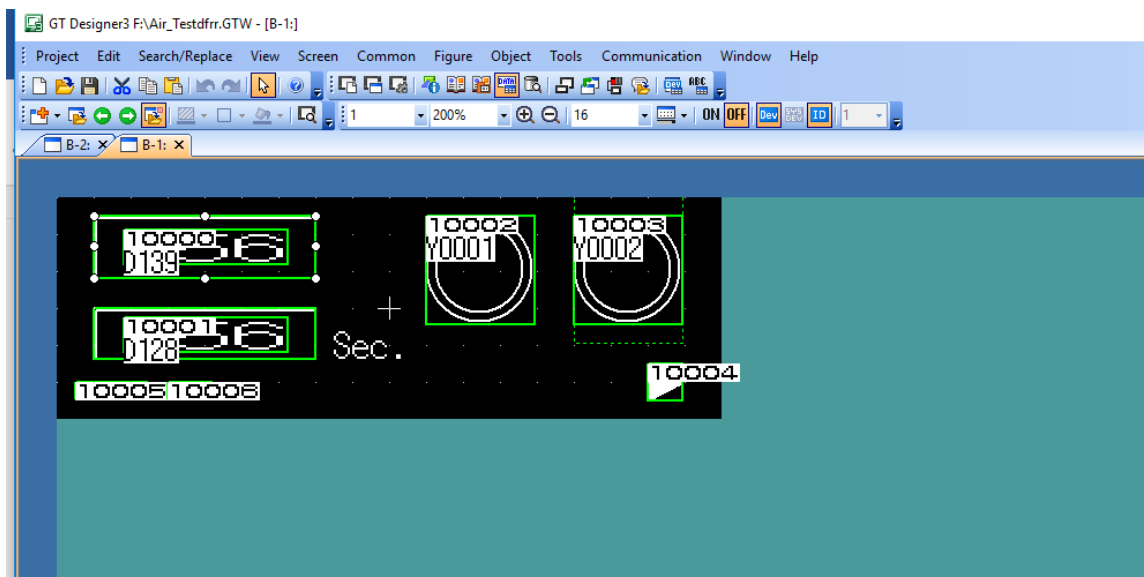 GT Designer3 F:\Air_Testdfrr.GTW - [B-1:]
Project Edit Search/Replace View Screen Common Figure Object Tools Communication Window Help
1 200% 16 ON OFF Dev ID 1
B-2: B-1:
10000 10002 10003
D139 Y0001 Y0002
10001
D128 Sec.
10004
10005 10006